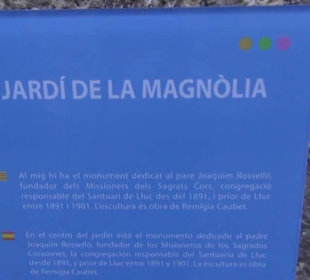 JARDÍ DE LA MAGNÒLIA
Al mig hi ha el monument dedicat al pare Joaquim Rosselló,
fundador dels Missioners dels Sagrats Cors, congregació
responsable del Santuari de Lluc des del 1891, i prior de Lluc
entre 1891 i 1901. L'escultura és obra de Remigia Caubet.
En el centro del jardín está el monumento dedicado al padre
Joaquim Rosselló, fundador de los Misioneros de los Sagrados
Corazones, la congregación responsable del Santuario de Lluc
desde 1891, y prior de Lluc entre 1891 y 1901. La escultura es
obra de Remigia Caubet.